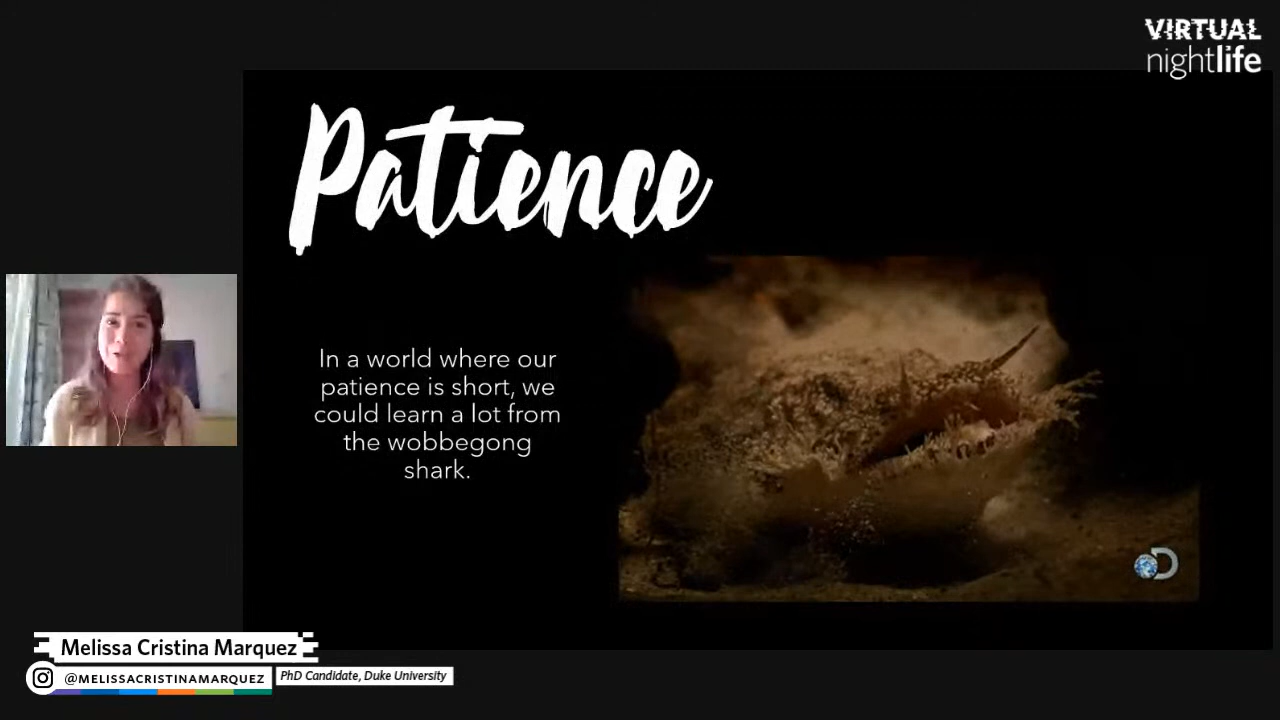 VIRTUAL
nightlife
Patience
In a world where our
patience is short, we
could learn a lot from
the wobbegong
shark.
Melissa Cristina Marquez
@MELISSACRISTINAMARQUEZ
PhD Candidate, Duke University